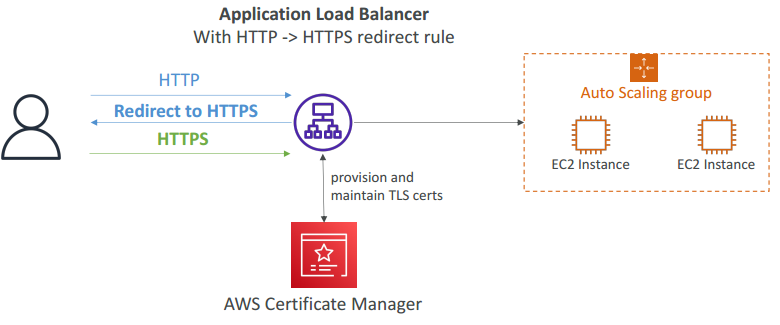 Application Load Balancer
With HTTP -> HTTPS redirect rule
HTTP
Redirect to HTTPS
HTTPS
Auto Scaling group
EC2 Instance
EC2 Instance
provision and
maintain TLS certs
AWS Certificate Manager